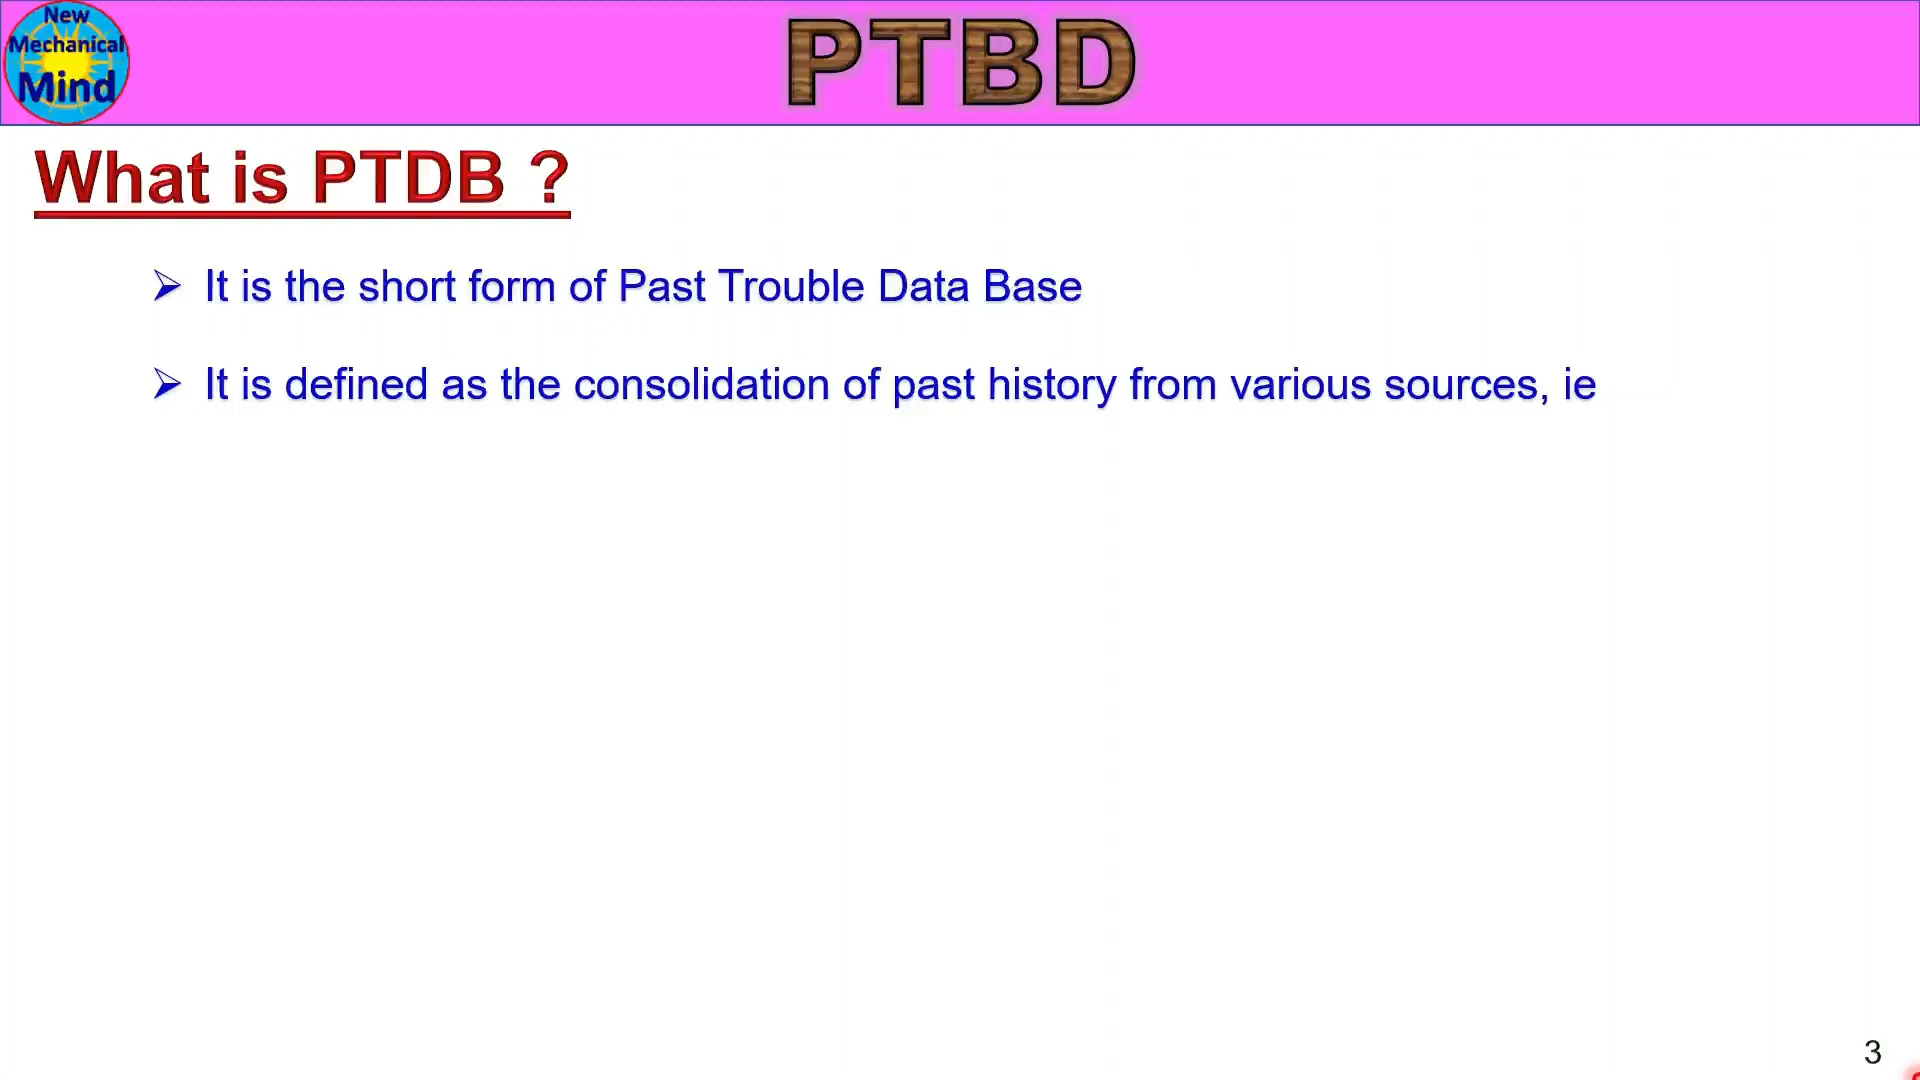 New
Mechanical
Mind
PTBD
What is PTDB ?
It is the short form of Past Trouble Data Base
It is defined as the consolidation of past history from various sources, ie
3